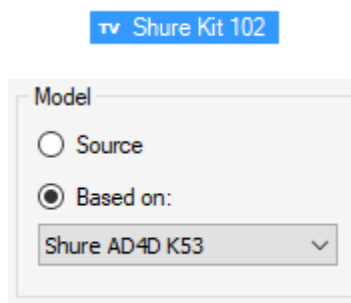 TV Shure Kit 102
Model
Source
Based on:
Shure AD4D K53